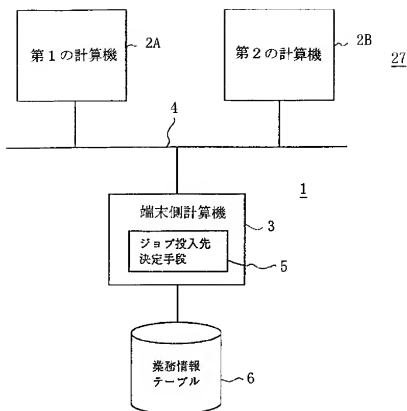 第１の計算機
2A
第２の計算機
2B
27
4
1
端末側計算機
3
ジョブ投入先
決定手段
5
業務情報
テーブル
6